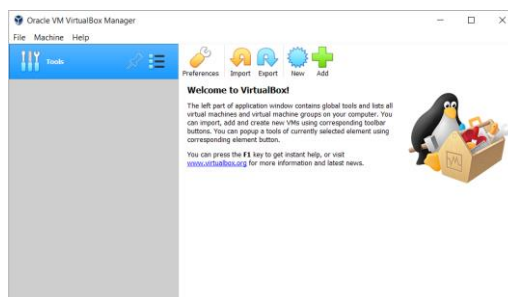 Oracle VM VirtualBox Manager
File Machine Help
Tools
Preferences Import Export New Add
Welcome to VirtualBox!
The left part of application window contains global tools and lists all
virtual machines and virtual machine groups on your computer. You
can import, add and create new VMs using corresponding toolbar
buttons. You can popup a tools of currently selected element using
corresponding element button.
You can press the F1 key to get instant help, or visit
www.virtualbox.org for more information and latest news.